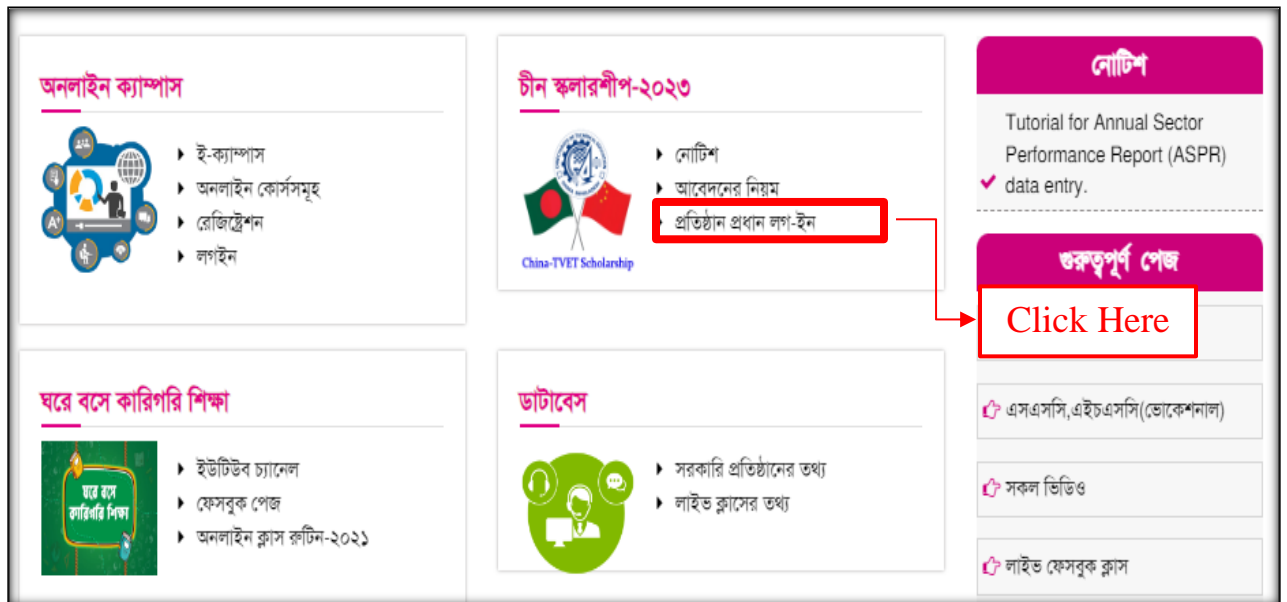 অনলাইন ক্যাম্পাস
ই-ক্যাম্পাস
অনলাইন কোর্সসমূহ
রেজিষ্ট্রেশন
লগইন
চীন স্কলারশীপ-২০২৩
নোটিশ
আবেদনের নিয়ম
প্রতিষ্ঠান প্রধান লগ-ইন
China-TVET Scholarship
নোটিশ
Tutorial for Annual Sector
Performance Report (ASPR)
data entry.
গুরুত্বপূর্ণ পেজ
Click Here
এসএসসি,এইচএসসি(ভোকেশনাল)
সকল ভিডিও
লাইভ ফেসবুক ক্লাস
ঘরে বসে কারিগরি শিক্ষা
ঘরে বসে
কারিগরি শিক্ষা
ইউটিউব চ্যানেল
ফেসবুক পেজ
অনলাইন ক্লাস রুটিন-২০২১
ডাটাবেস
সরকারি প্রতিষ্ঠানের তথ্য
লাইভ ক্লাসের তথ্য